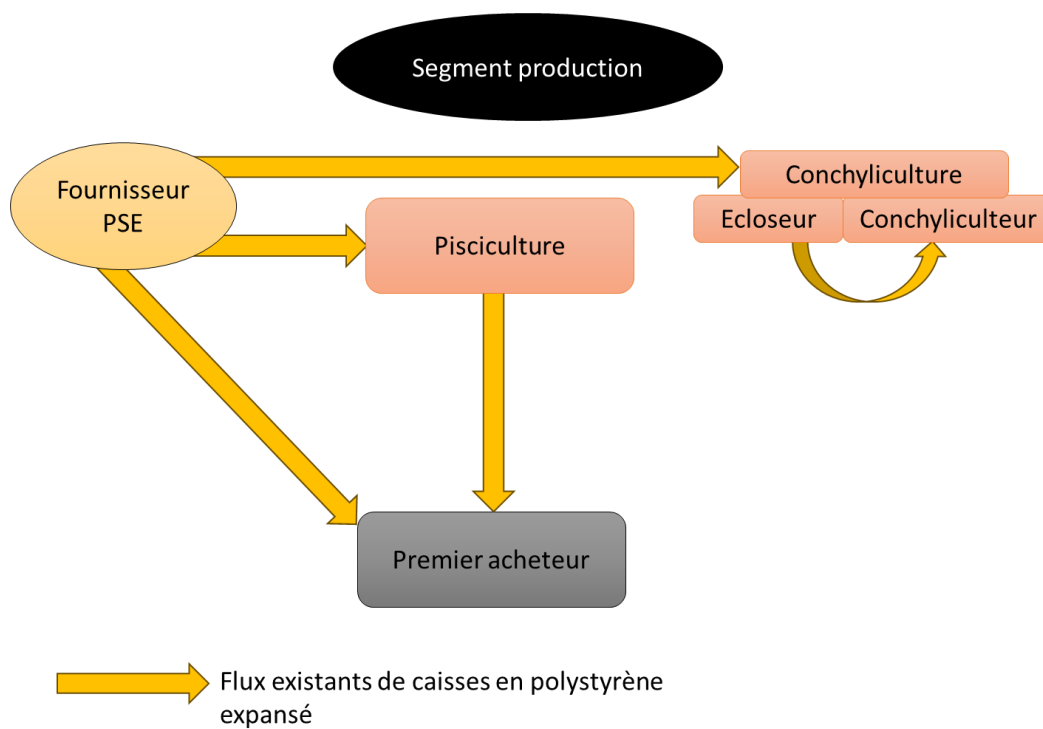 Segment production
Fournisseur
PSE
Conchyliculture
Ecloseur
Conchyliculteur
Pisciculture
Premier acheteur
Flux existants de caisses en polystyrène
expansé